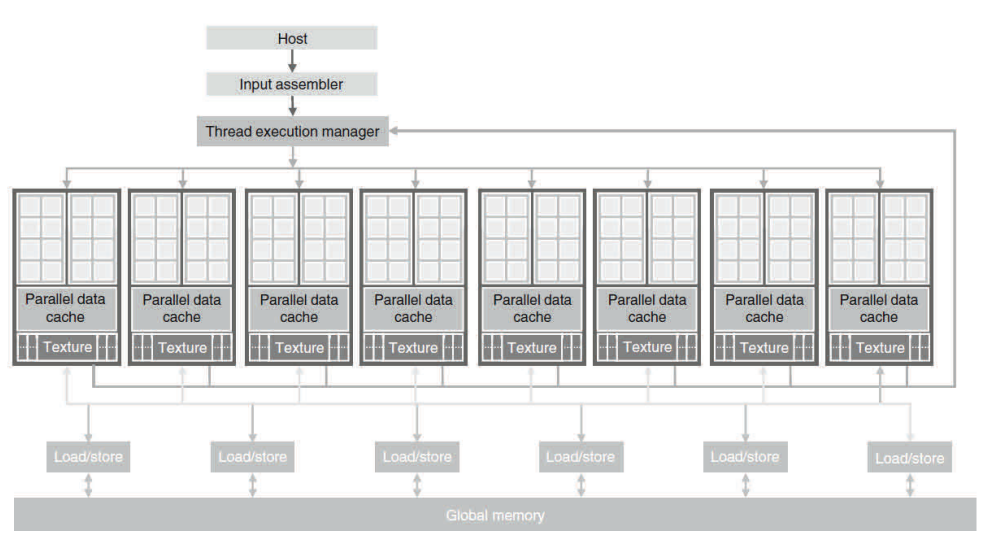 Host
Input assembler
Thread execution manager
Parallel data
cache
Parallel data
cache
Parallel data
cache
Parallel data
cache
Parallel data
cache
Parallel data
cache
Parallel data
cache
Parallel data
cache
Texture
Texture
Texture
Texture
Texture
Texture
Texture
Texture
Load/store
Load/store
Load/store
Load/store
Load/store
Load/store
Global memory